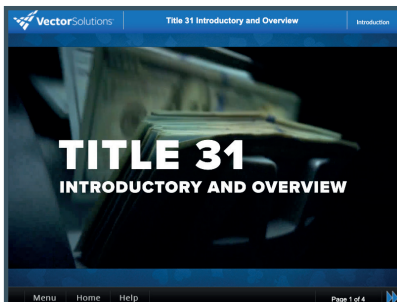 VectorSolutions
Title 31 Introductory and Overview
Introduction
TITLE 31
INTRODUCTORY AND OVERVIEW
Menu Home Help
Page 1 of 4